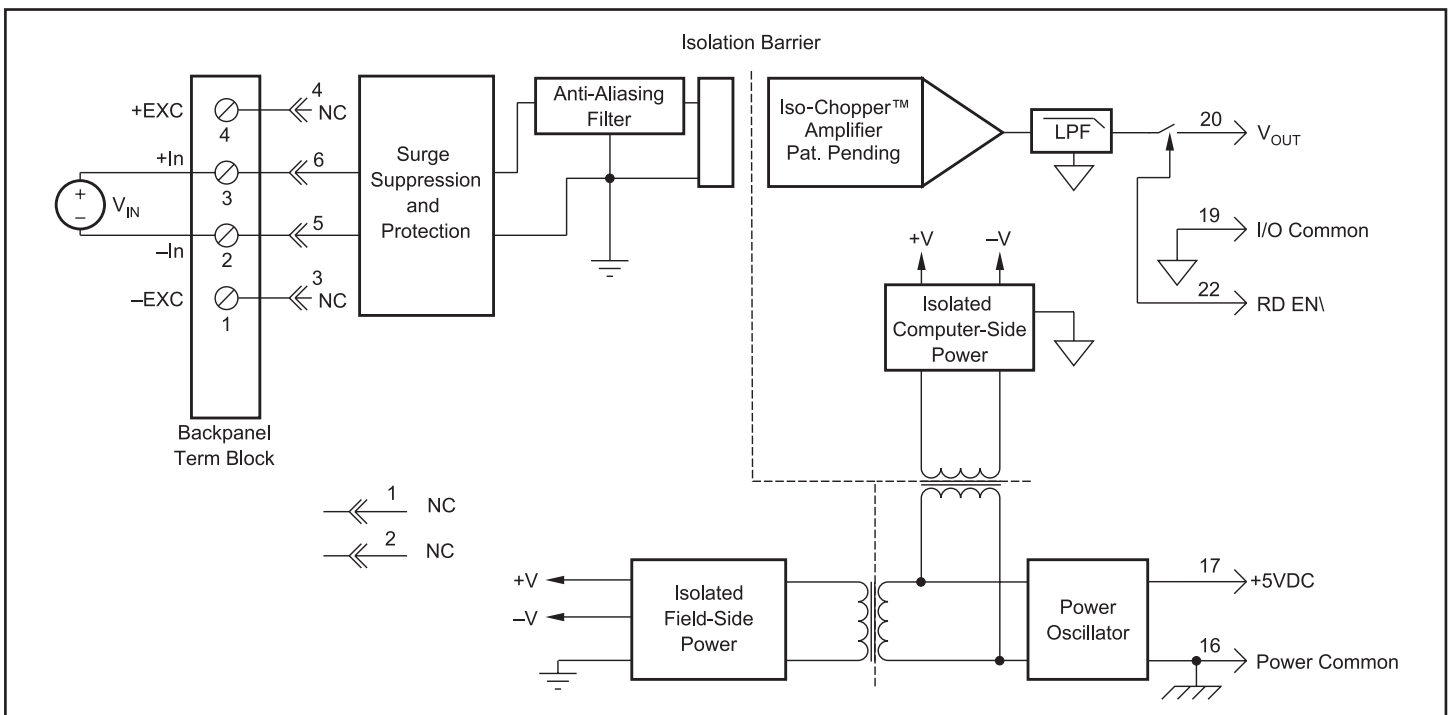 Isolation Barrier
+EXC
4
4
NC
+In
3
6
+
–
V_IN
–In
2
5
–EXC
1
3
NC
Backpanel
Term Block
Surge
Suppression
and
Protection
Anti-Aliasing
Filter
Iso-Chopper™
Amplifier
Pat. Pending
LPF
20
V_OUT
19
I/O Common
22
RD EN\
+V
–V
Isolated
Computer-Side
Power
1
NC
2
NC
+V
–V
Isolated
Field-Side
Power
Power
Oscillator
17
+5VDC
16
Power Common